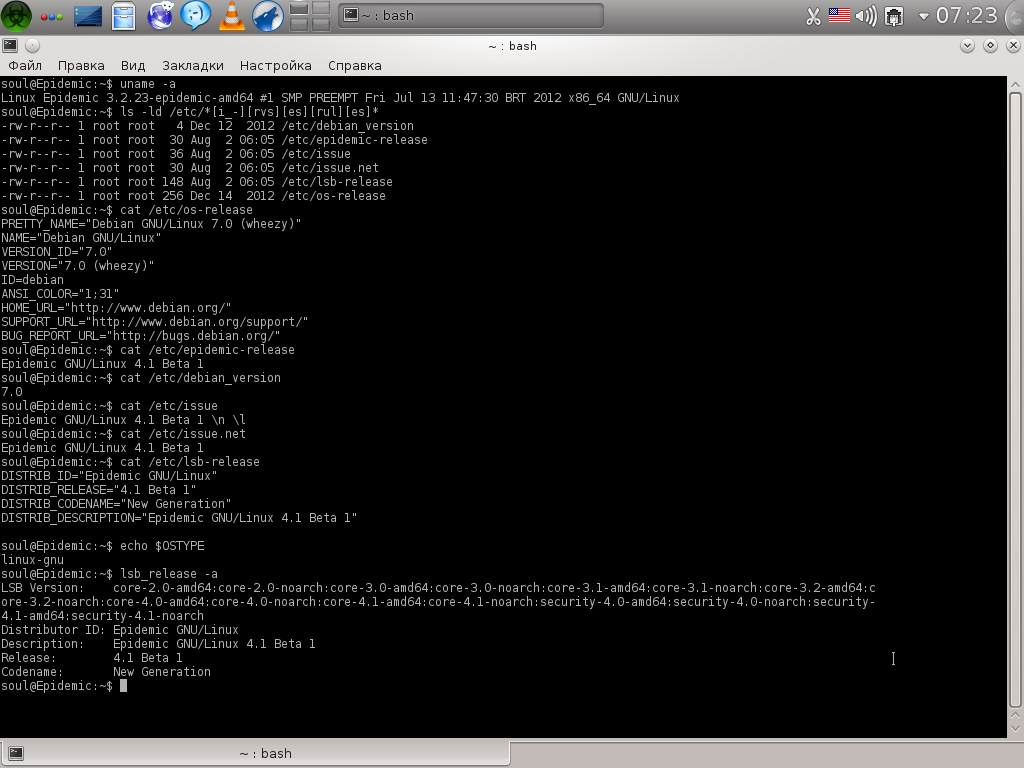 ~ : bash
07:23
~ : bash
Файл Правка Вид Закладки Настройка Справка
soul@Epidemic:~$ uname -a
Linux Epidemic 3.2.23-epidemic-amd64 #1 SMP PREEMPT Fri Jul 13 11:47:30 BRT 2012 x86_64 GNU/Linux
soul@Epidemic:~$ ls -ld /etc/*[i_-][rvs][es][rul][es]*
-rw-r--r-- 1 root root   4 Dec 12  2012 /etc/debian_version
-rw-r--r-- 1 root root  30 Aug  2 06:05 /etc/epidemic-release
-rw-r--r-- 1 root root  36 Aug  2 06:05 /etc/issue
-rw-r--r-- 1 root root  30 Aug  2 06:05 /etc/issue.net
-rw-r--r-- 1 root root 148 Aug  2 06:05 /etc/lsb-release
-rw-r--r-- 1 root root 256 Dec 14  2012 /etc/os-release
soul@Epidemic:~$ cat /etc/os-release
PRETTY_NAME="Debian GNU/Linux 7.0 (wheezy)"
NAME="Debian GNU/Linux"
VERSION_ID="7.0"
VERSION="7.0 (wheezy)"
ID=debian
ANSI_COLOR="1;31"
HOME_URL="http://www.debian.org/"
SUPPORT_URL="http://www.debian.org/support/"
BUG_REPORT_URL="http://bugs.debian.org/"
soul@Epidemic:~$ cat /etc/epidemic-release
Epidemic GNU/Linux 4.1 Beta 1
soul@Epidemic:~$ cat /etc/debian_version
7.0
soul@Epidemic:~$ cat /etc/issue
Epidemic GNU/Linux 4.1 Beta 1 \n \l
soul@Epidemic:~$ cat /etc/issue.net
Epidemic GNU/Linux 4.1 Beta 1
soul@Epidemic:~$ cat /etc/lsb-release
DISTRIB_ID="Epidemic GNU/Linux"
DISTRIB_RELEASE="4.1 Beta 1"
DISTRIB_CODENAME="New Generation"
DISTRIB_DESCRIPTION="Epidemic GNU/Linux 4.1 Beta 1"
soul@Epidemic:~$ echo $OSTYPE
linux-gnu
soul@Epidemic:~$ lsb_release -a
LSB Version:    core-2.0-amd64:core-2.0-noarch:core-3.0-amd64:core-3.0-noarch:core-3.1-amd64:core-3.1-noarch:core-3.2-amd64:c
ore-3.2-noarch:core-4.0-amd64:core-4.0-noarch:core-4.1-amd64:core-4.1-noarch:security-4.0-amd64:security-4.0-noarch:security-
4.1-amd64:security-4.1-noarch
Distributor ID: Epidemic GNU/Linux
Description:    Epidemic GNU/Linux 4.1 Beta 1
Release:        4.1 Beta 1
Codename:       New Generation
soul@Epidemic:~$
~ : bash